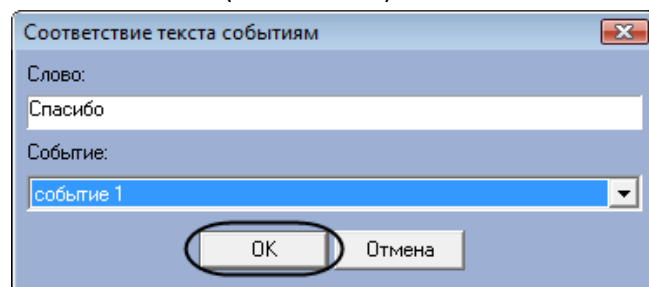 Соответствие текста событиям
Слово:
Спасибо
Событие:
событие 1
OK Отмена